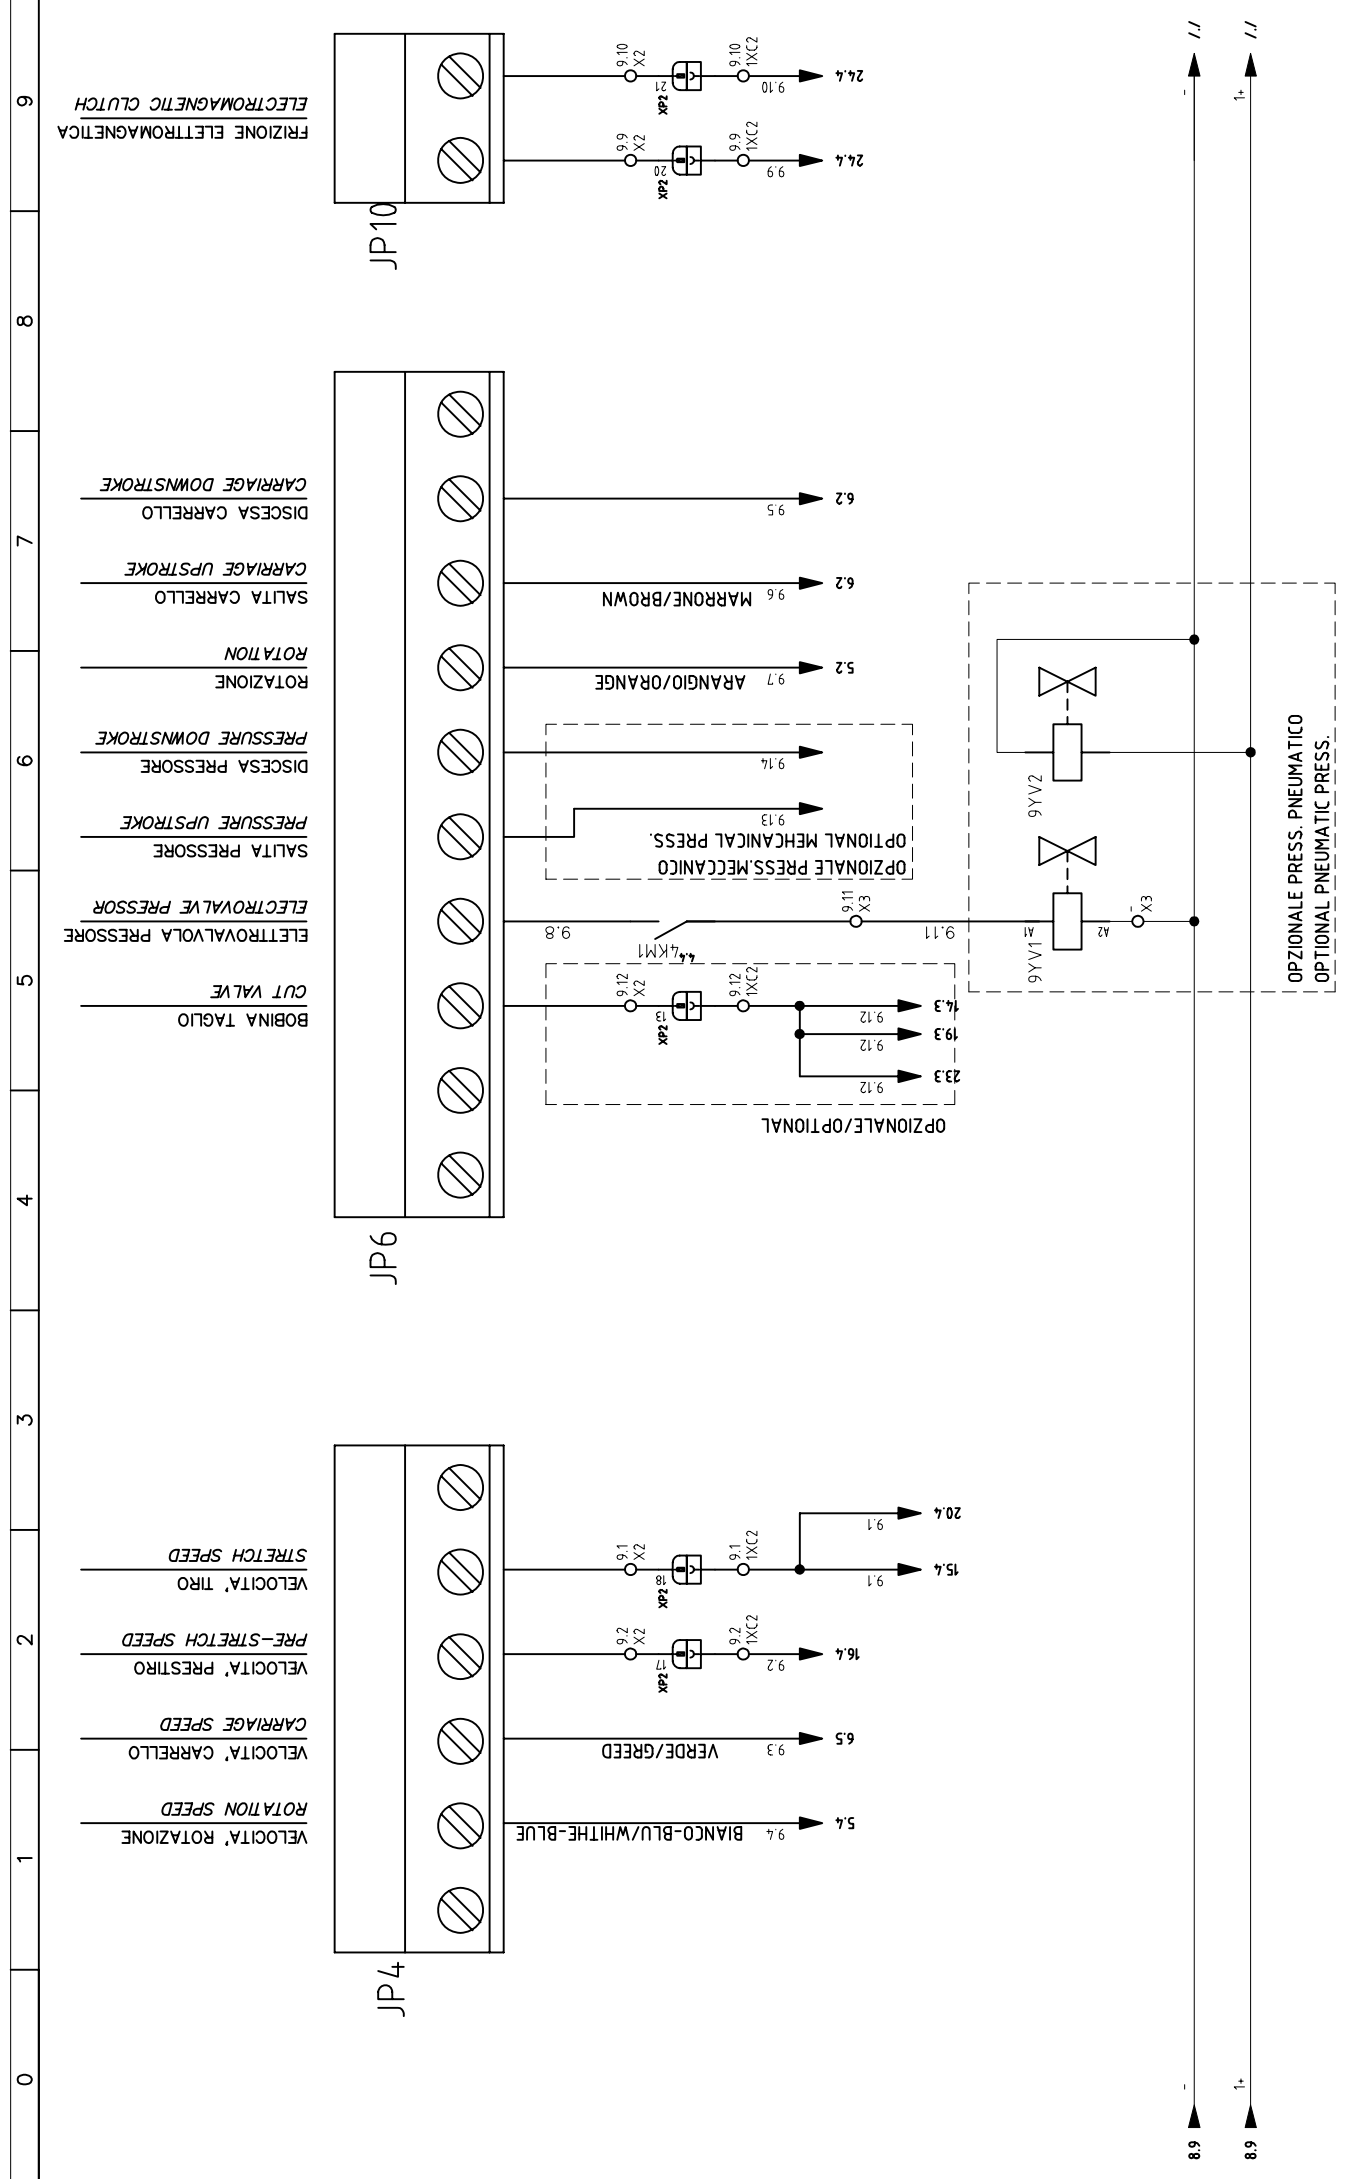 0
1
2
3
4
5
6
7
8
9
VELOCITA' ROTAZIONE
ROTATION SPEED
VELOCITA' CARRELLO
CARRIAGE SPEED
VELOCITA' PRESTIRO
PRE-STRETCH SPEED
VELOCITA' TIRO
STRETCH SPEED
BOBINA TAGLIO
CUT VALVE
ELETTROVALVOLA PRESSORE
ELECTROVALVE PRESSOR
SALITA PRESSORE
PRESSURE UPSTROKE
DISCESA PRESSORE
PRESSURE DOWNSTROKE
ROTAZIONE
ROTATION
SALITA CARRELLO
CARRIAGE UPSTROKE
DISCESA CARRELLO
CARRIAGE DOWNSTROKE
FRIZIONE ELETTROMAGNETICA
ELECTROMAGNETIC CLUTCH
JP4
JP6
JP10
BIANCO-BLU/WHITHE-BLUE
9.4
5.4
VERDE/GREED
9.3
6.5
9.2
X2
XP2
17
9.2
1XC2
9.2
16.4
9.1
X2
XP2
18
9.1
1XC2
9.1
15.4
9.1
20.4
9.12
X2
XP2
13
9.12
1XC2
9.12
14.3
9.12
19.3
9.12
23.3
OPZIONALE/OPTIONAL
9.8
4KM1
4.4
9.11
X3
9.11
A1
A2
9YV1
-
X3
OPZIONALE PRESS.MECCANICO
OPTIONAL MEHCANICAL PRESS.
9.13
9.14
ARANGIO/ORANGE
9.7
5.2
MARRONE/BROWN
9.6
6.2
9.5
6.2
9YV2
OPZIONALE PRESS. PNEUMATICO
OPTIONAL PNEUMATIC PRESS.
9.9
X2
XP2
20
9.9
1XC2
9.9
24.4
9.10
X2
XP2
21
9.10
1XC2
9.10
24.4
8.9
-
-
/./
8.9
1+
1+
/./